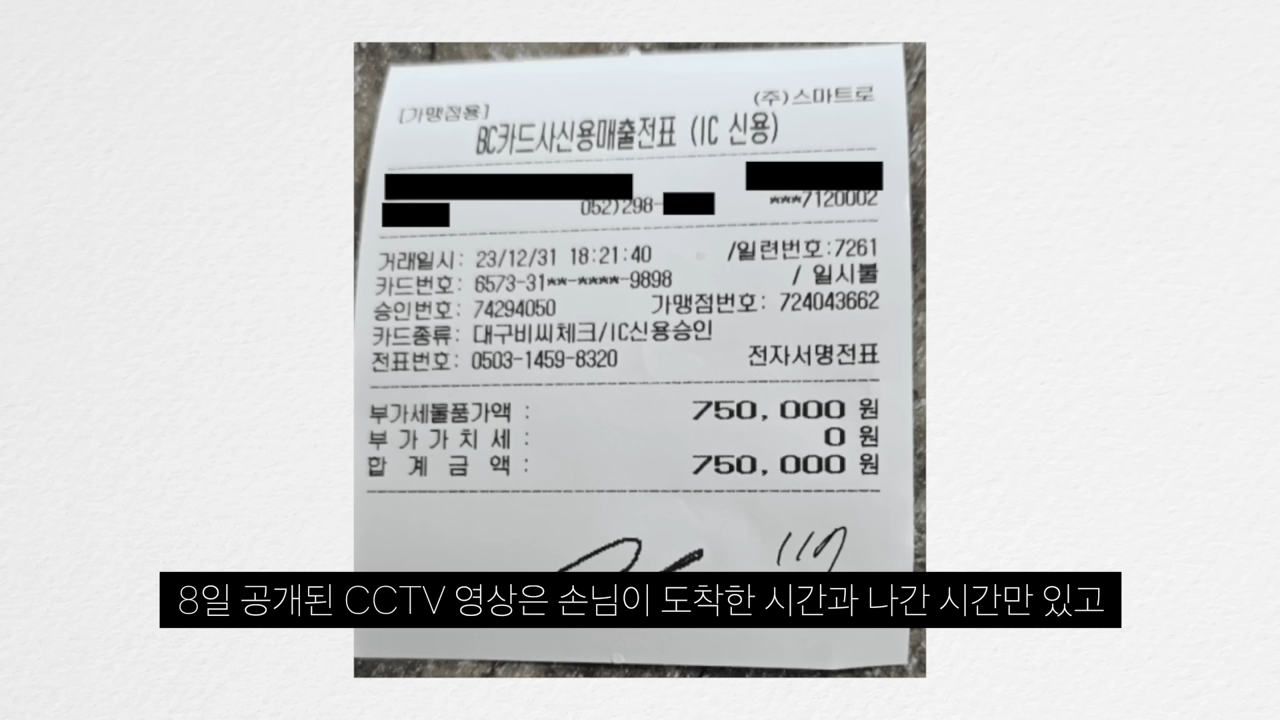 (주)스마트로
[가맹점용]
BC카드사신용매출전표 (IC 신용)
052)298-
***7120002
거래일시: 23/12/31 18:21:40 /일련번호:7261
카드번호: 6573-31**-****-9898 / 일시불
승인번호: 74294050 가맹점번호: 724043662
카드종류: 대구비씨체크/IC신용승인
전표번호: 0503-1459-8320 전자서명전표
부가세물품가액 : 750,000 원
부 가 가 치 세 : 0 원
합 계 금 액 : 750,000 원
8일 공개된 CCTV 영상은 손님이 도착한 시간과 나간 시간만 있고